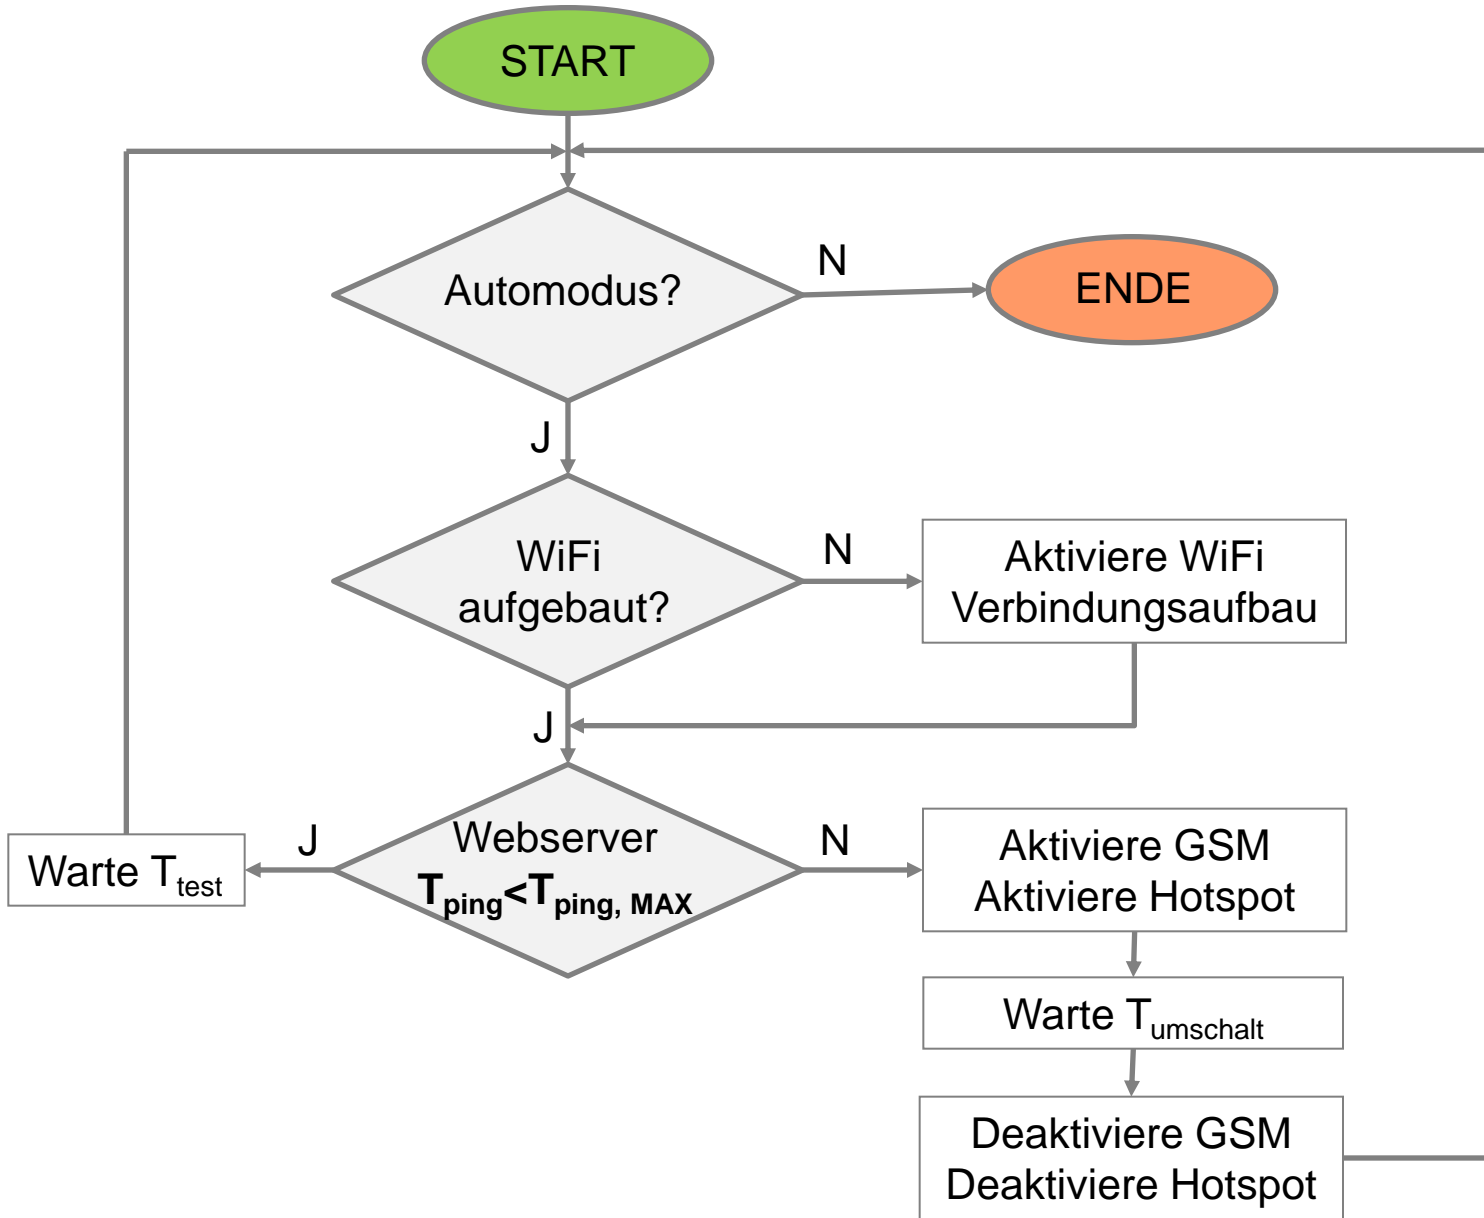 START
Automodus?
N
ENDE
J
WiFi
aufgebaut?
N
Aktiviere WiFi
Verbindungsaufbau
J
Webserver
Tping<Tping, MAX
J
Warte Ttest
N
Aktiviere GSM
Aktiviere Hotspot
Warte Tumschalt
Deaktiviere GSM
Deaktiviere Hotspot